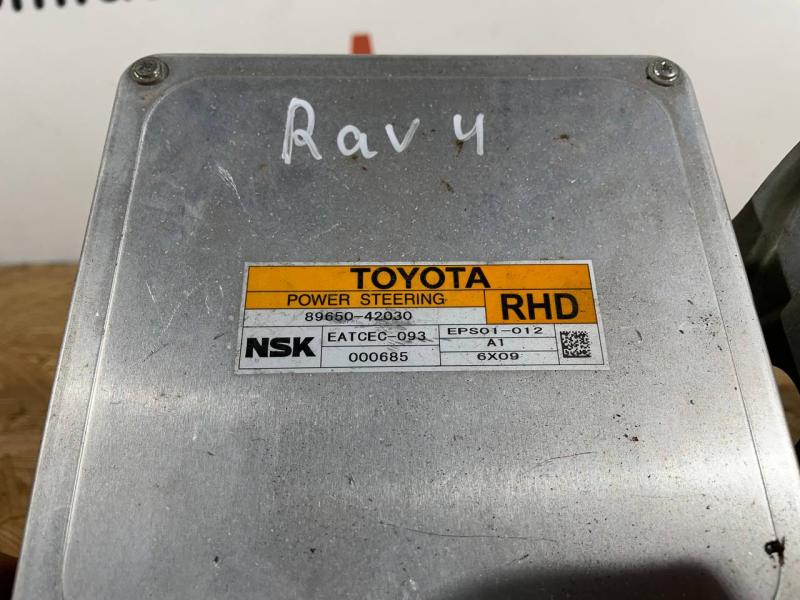 Rav 4
TOYOTA
POWER STEERING
RHD
89650-42030
NSK
EATCEC-093
EPS01-012
A1
000685
6X09